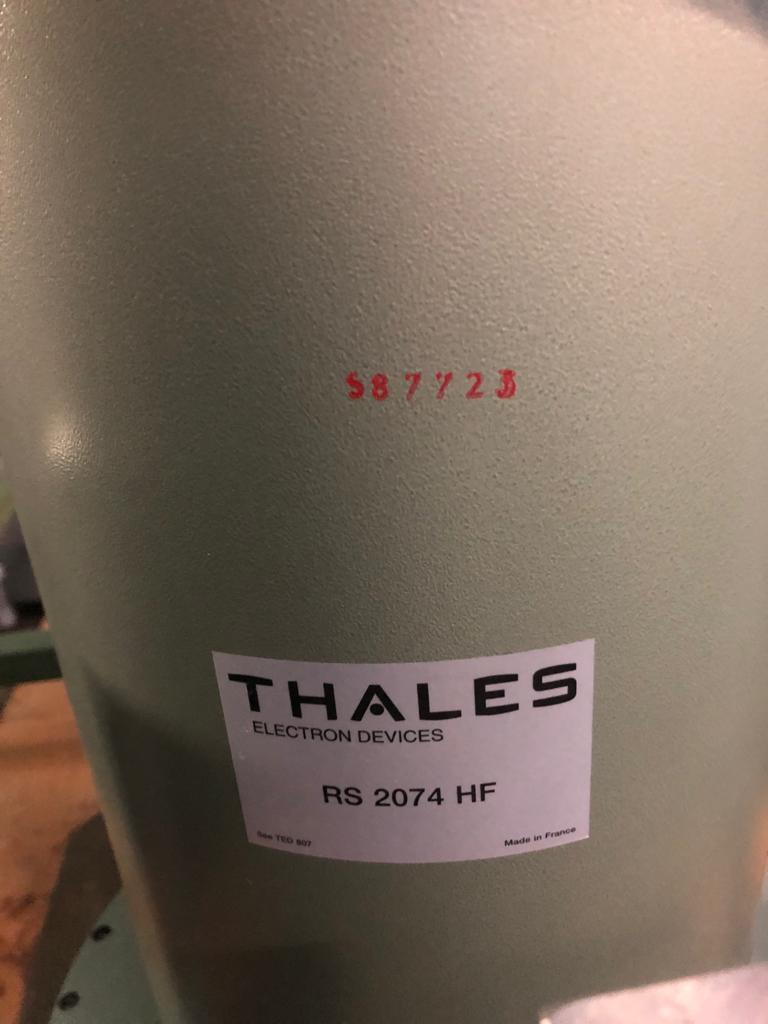 587723
THALES
ELECTRON DEVICES
RS 2074 HF
See TED 807
Made in France